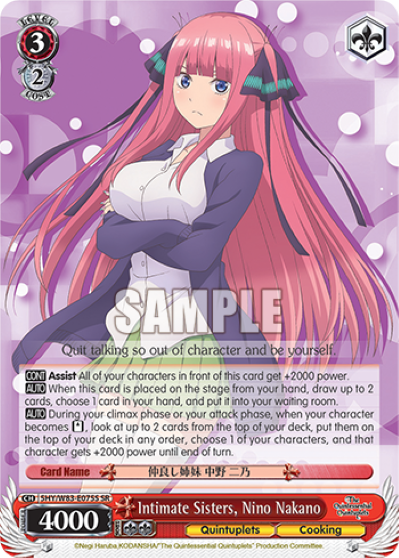 LEVEL
3
2
COST
SAMPLE
Quit talking so out of character and be yourself.
CONT Assist All of your characters in front of this card get +2000 power.
AUTO When this card is placed on the stage from your hand, draw up to 2
cards, choose 1 card in your hand, and put it into your waiting room.
AUTO During your climax phase or your attack phase, when your character
becomes [*], look at up to 2 cards from the top of your deck, put them on
the top of your deck in any order, choose 1 of your characters, and that
character gets +2000 power until end of turn.
Card Name
仲良し姉妹 中野 二乃
CH 5HY/W83-E075S SR
POWER
4000
Intimate Sisters, Nino Nakano
The
Quintessential
Quintuplets
Quintuplets
Cooking
©Negi Haruba,KODANSHA/"The Quintessential Quintuplets" Production Committee